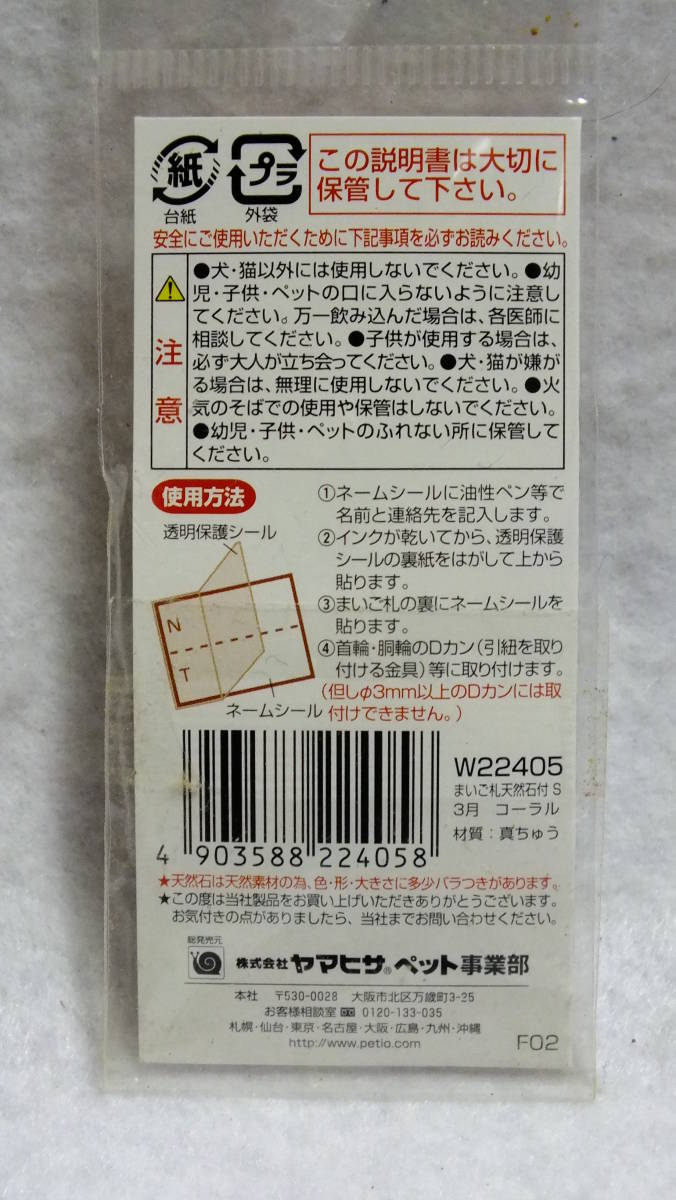 紙
台紙
プラ
外袋
この説明書は大切に
保管して下さい。
安全にご使用いただくために下記事項を必ずお読みください。
注意
●犬・猫以外には使用しないでください。●幼
児・子供・ペットの口に入らないように注意し
てください。万一飲み込んだ場合は、各医師に
相談してください。●子供が使用する場合は、
必ず大人が立ち会ってください。●犬・猫が嫌が
る場合は、無理に使用しないでください。●火
気のそばでの使用や保管はしないでください。
●幼児・子供・ペットのふれない所に保管して
ください。
使用方法
透明保護シール
N
T
ネームシール
①ネームシールに油性ペン等で
名前と連絡先を記入します。
②インクが乾いてから、透明保護
シールの裏紙をはがして上から
貼ります。
③まいご札の裏にネームシールを
貼ります。
④首輪・胴輪のDカン(引紐を取り
付ける金具)等に取り付けます。
(但しφ3mm以上のDカンには取
付けできません。)
4 903588 224058
W22405
まいご札天然石付 S
3月 コーラル
材質:真ちゅう
★天然石は天然素材の為、色・形・大きさに多少バラつきがあります。
★この度は当社製品をお買い上げいただきありがとうございます。
お気付きの点がありましたら、当社までお問い合わせください。
総発売元
株式会社 ヤマヒサ® ペット事業部
本社 〒530-0028 大阪市北区万歳町3-25
お客様相談室 0120-133-035
札幌・仙台・東京・名古屋・大阪・広島・九州・沖縄
http://www.petio.com
F02